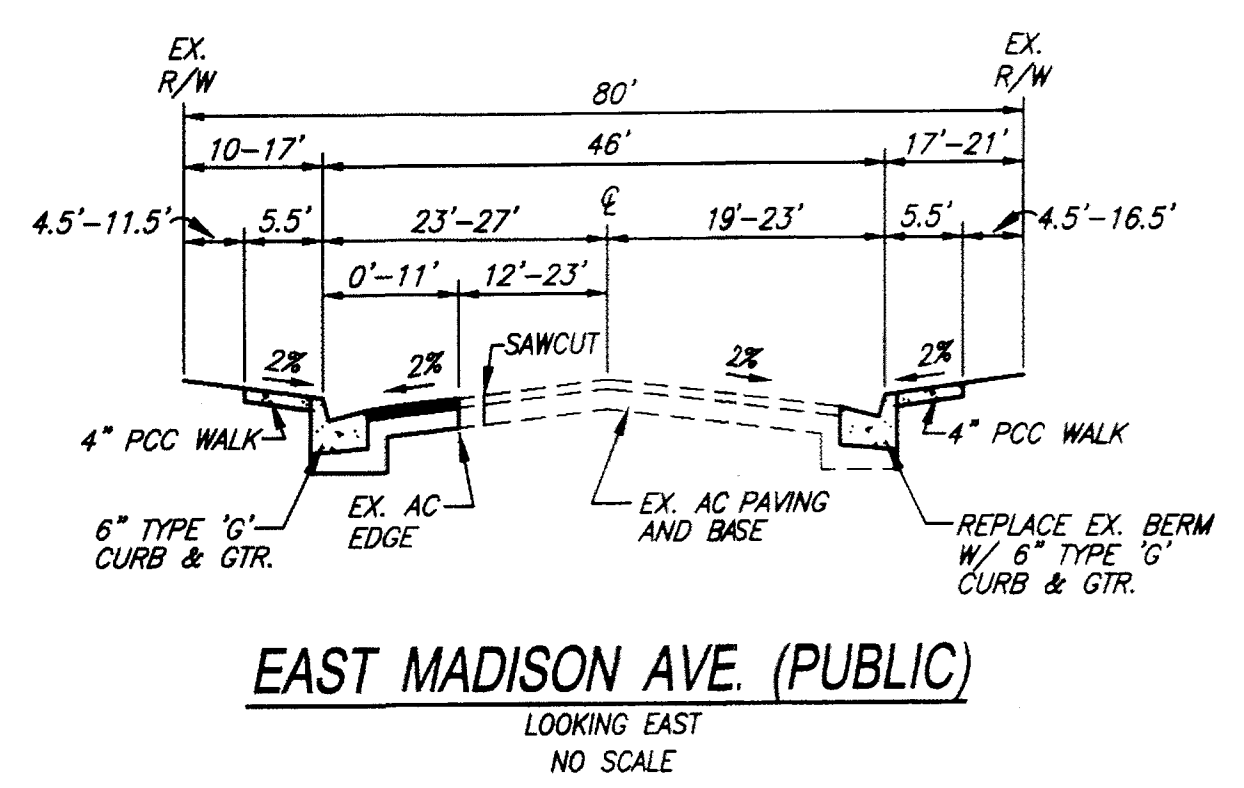 EX.
R/W
EX.
R/W
80'
10-17'
46'
17'-21'
4.5'-11.5'
5.5'
23'-27'
℄
19'-23'
5.5'
4.5'-16.5'
0'-11'
12'-23'
SAWCUT
2%
2%
2%
2%
4" PCC WALK
4" PCC WALK
6" TYPE 'G'
CURB & GTR.
EX. AC
EDGE
EX. AC PAVING
AND BASE
REPLACE EX. BERM
W/ 6" TYPE 'G'
CURB & GTR.
EAST MADISON AVE. (PUBLIC)
LOOKING EAST
NO SCALE